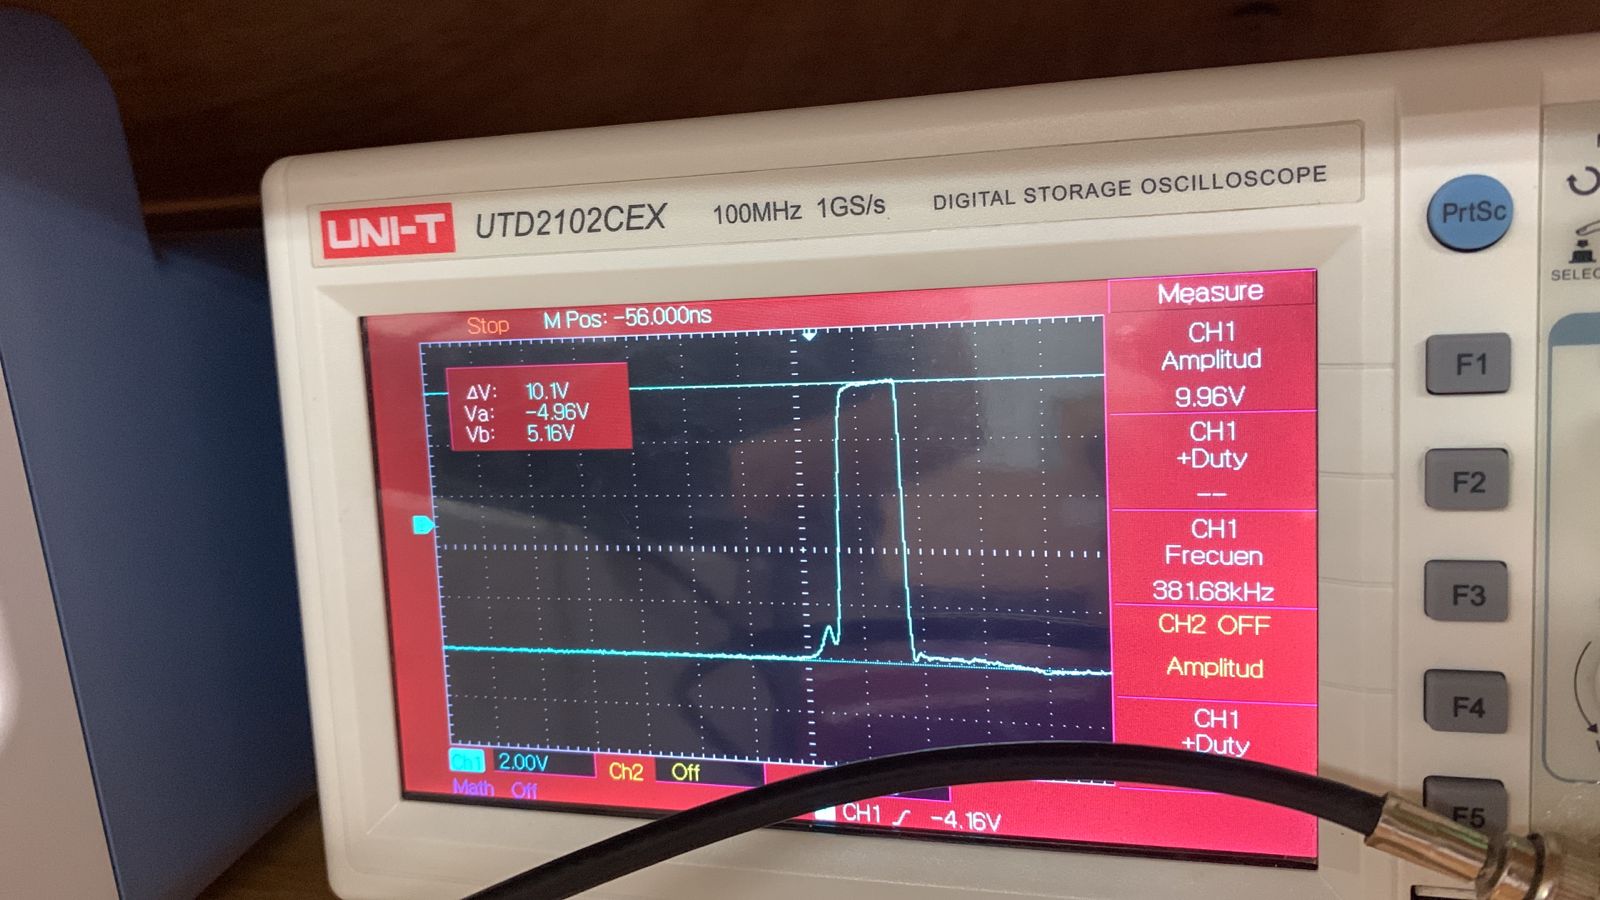 UNI-T UTD2102CEX 100MHz 1GS/s DIGITAL STORAGE OSCILLOSCOPE
PrtSc
Stop M Pos: -56.000ns
ΔV: 10.1V
Va: -4.96V
Vb: 5.16V
Measure
CH1
Amplitud
9.96V
CH1
+Duty
--
CH1
Frecuen
381.68kHz
CH2 OFF
Amplitud
CH1
+Duty
Ch1 2.00V Ch2 Off
Math Off
CH1 -4.16V
F1
F2
F3
F4
F5